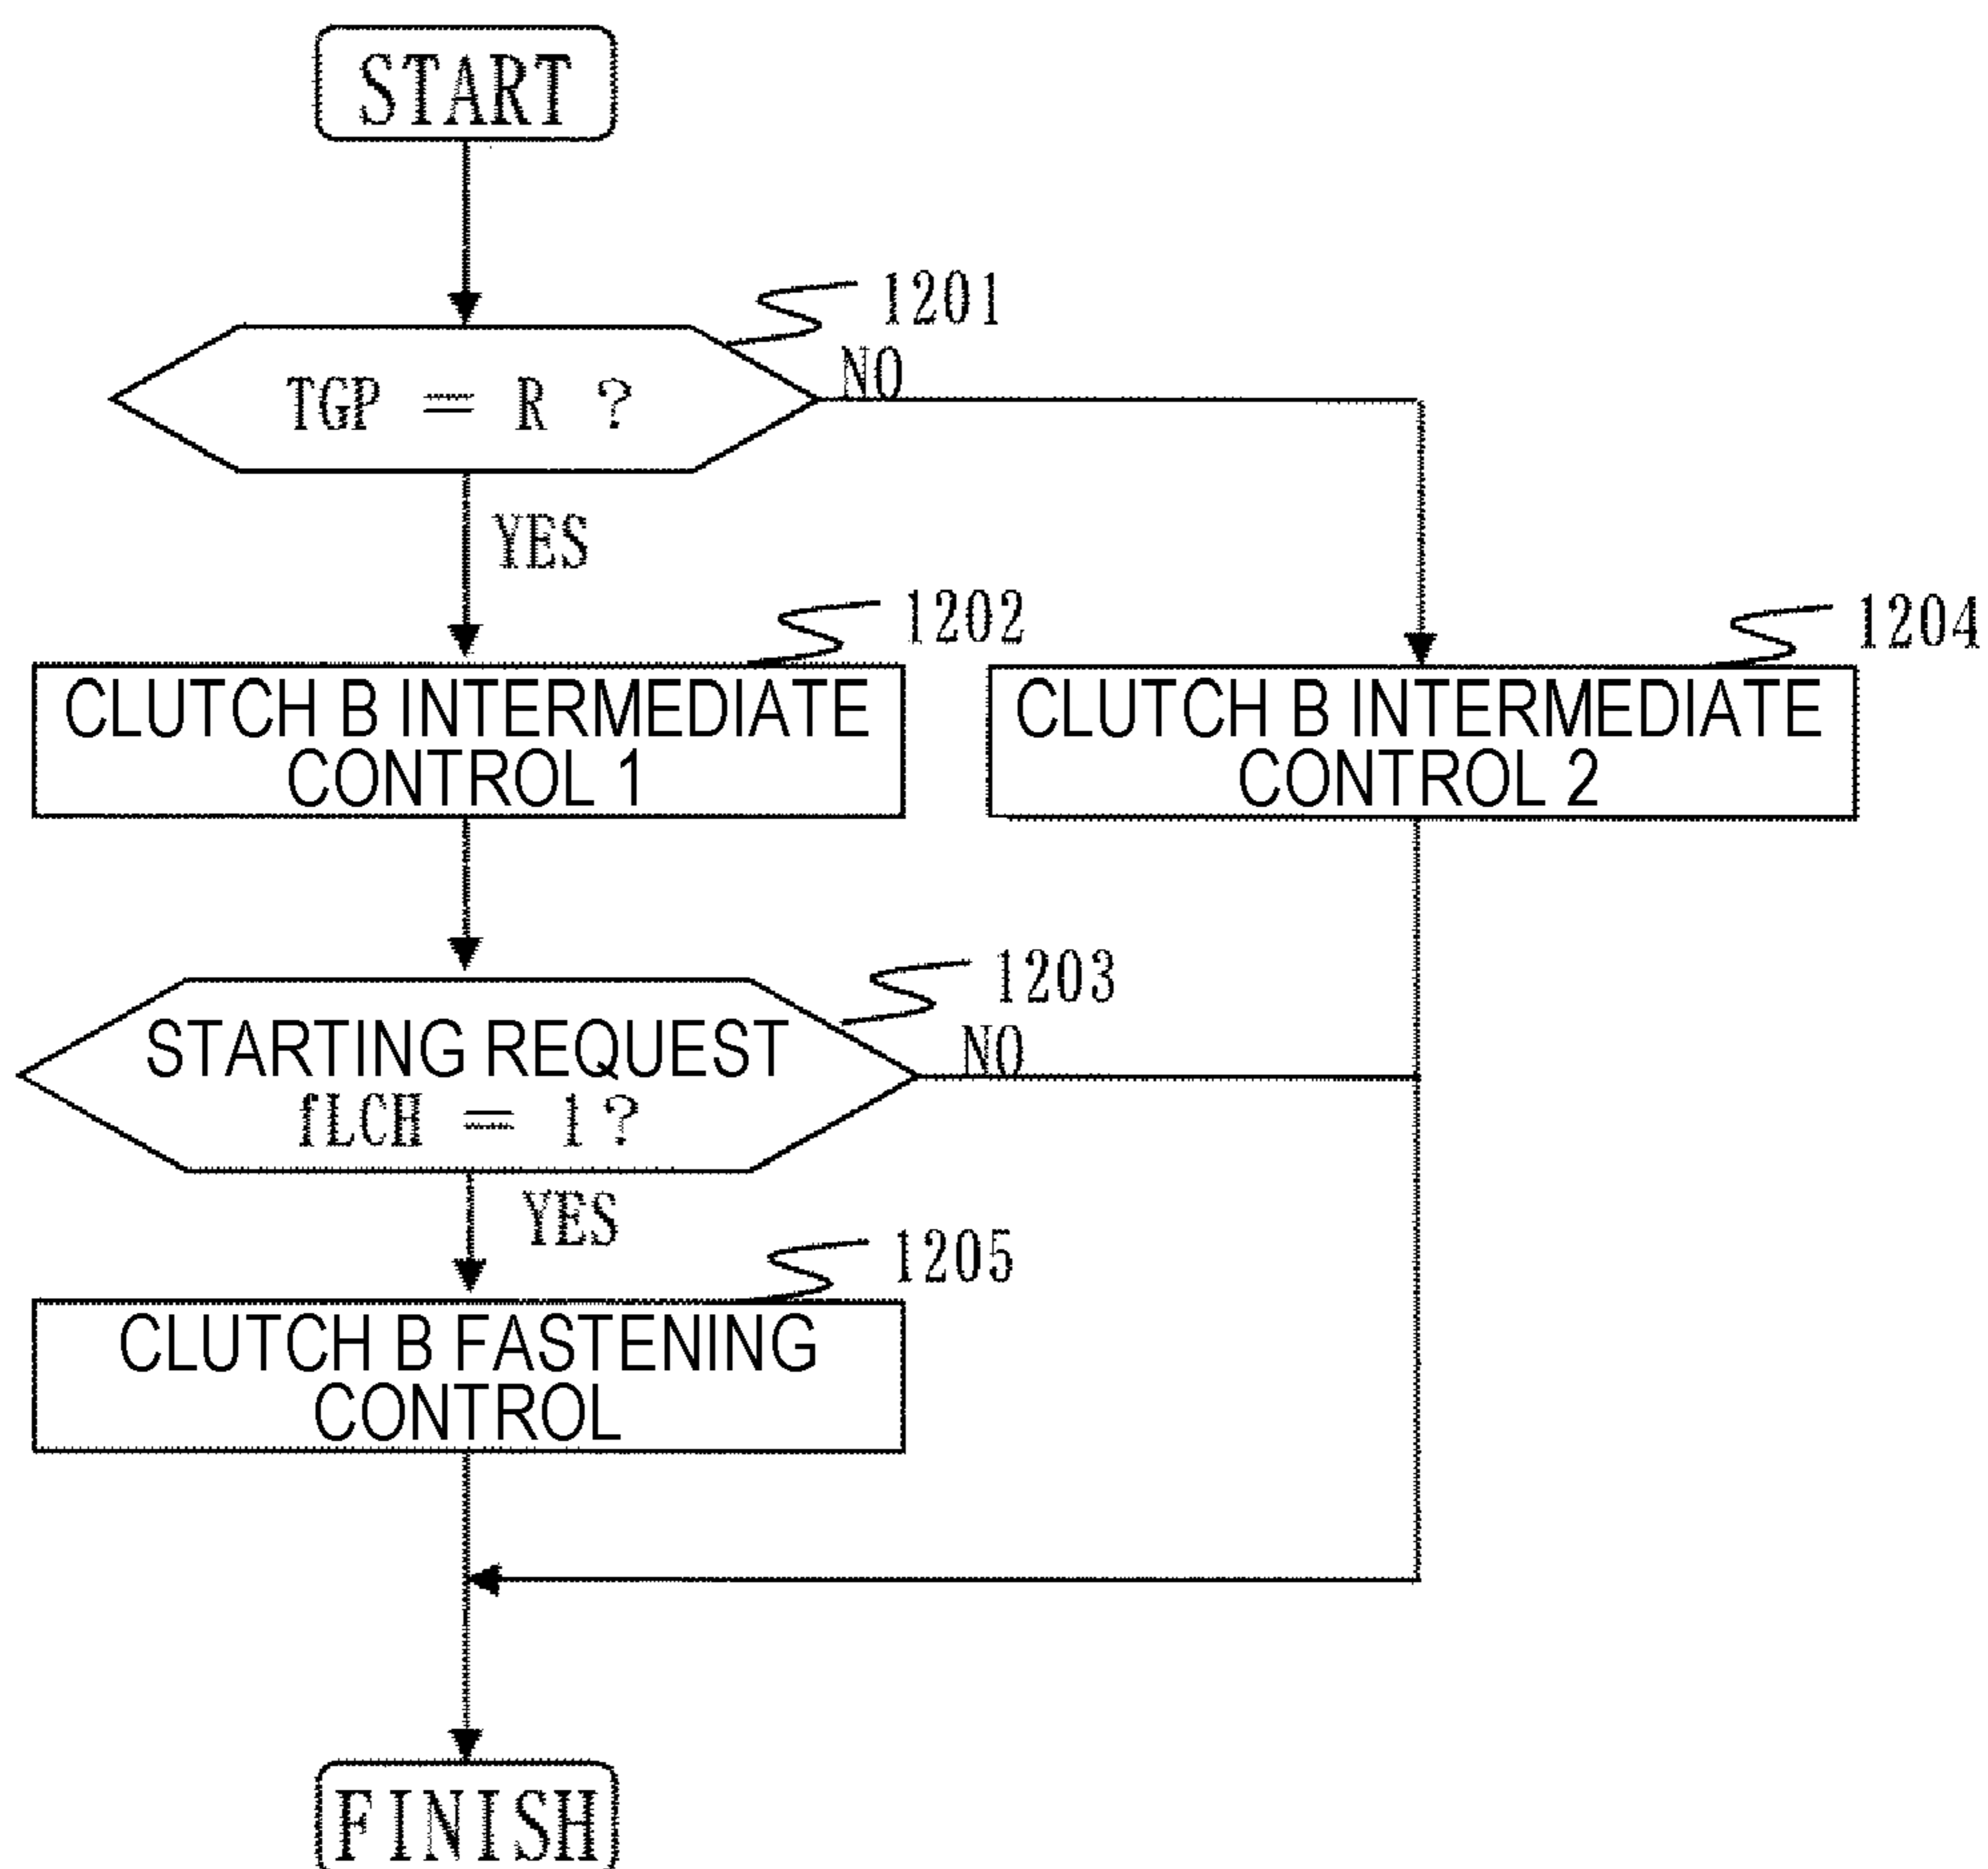 START
1201
NO
TGP = R ?
YES
1202
1204
CLUTCH B INTERMEDIATE
CONTROL 1
CLUTCH B INTERMEDIATE
CONTROL 2
1203
STARTING REQUEST
NO
fLCH = 1?
YES
1205
CLUTCH B FASTENING
CONTROL
FINISH